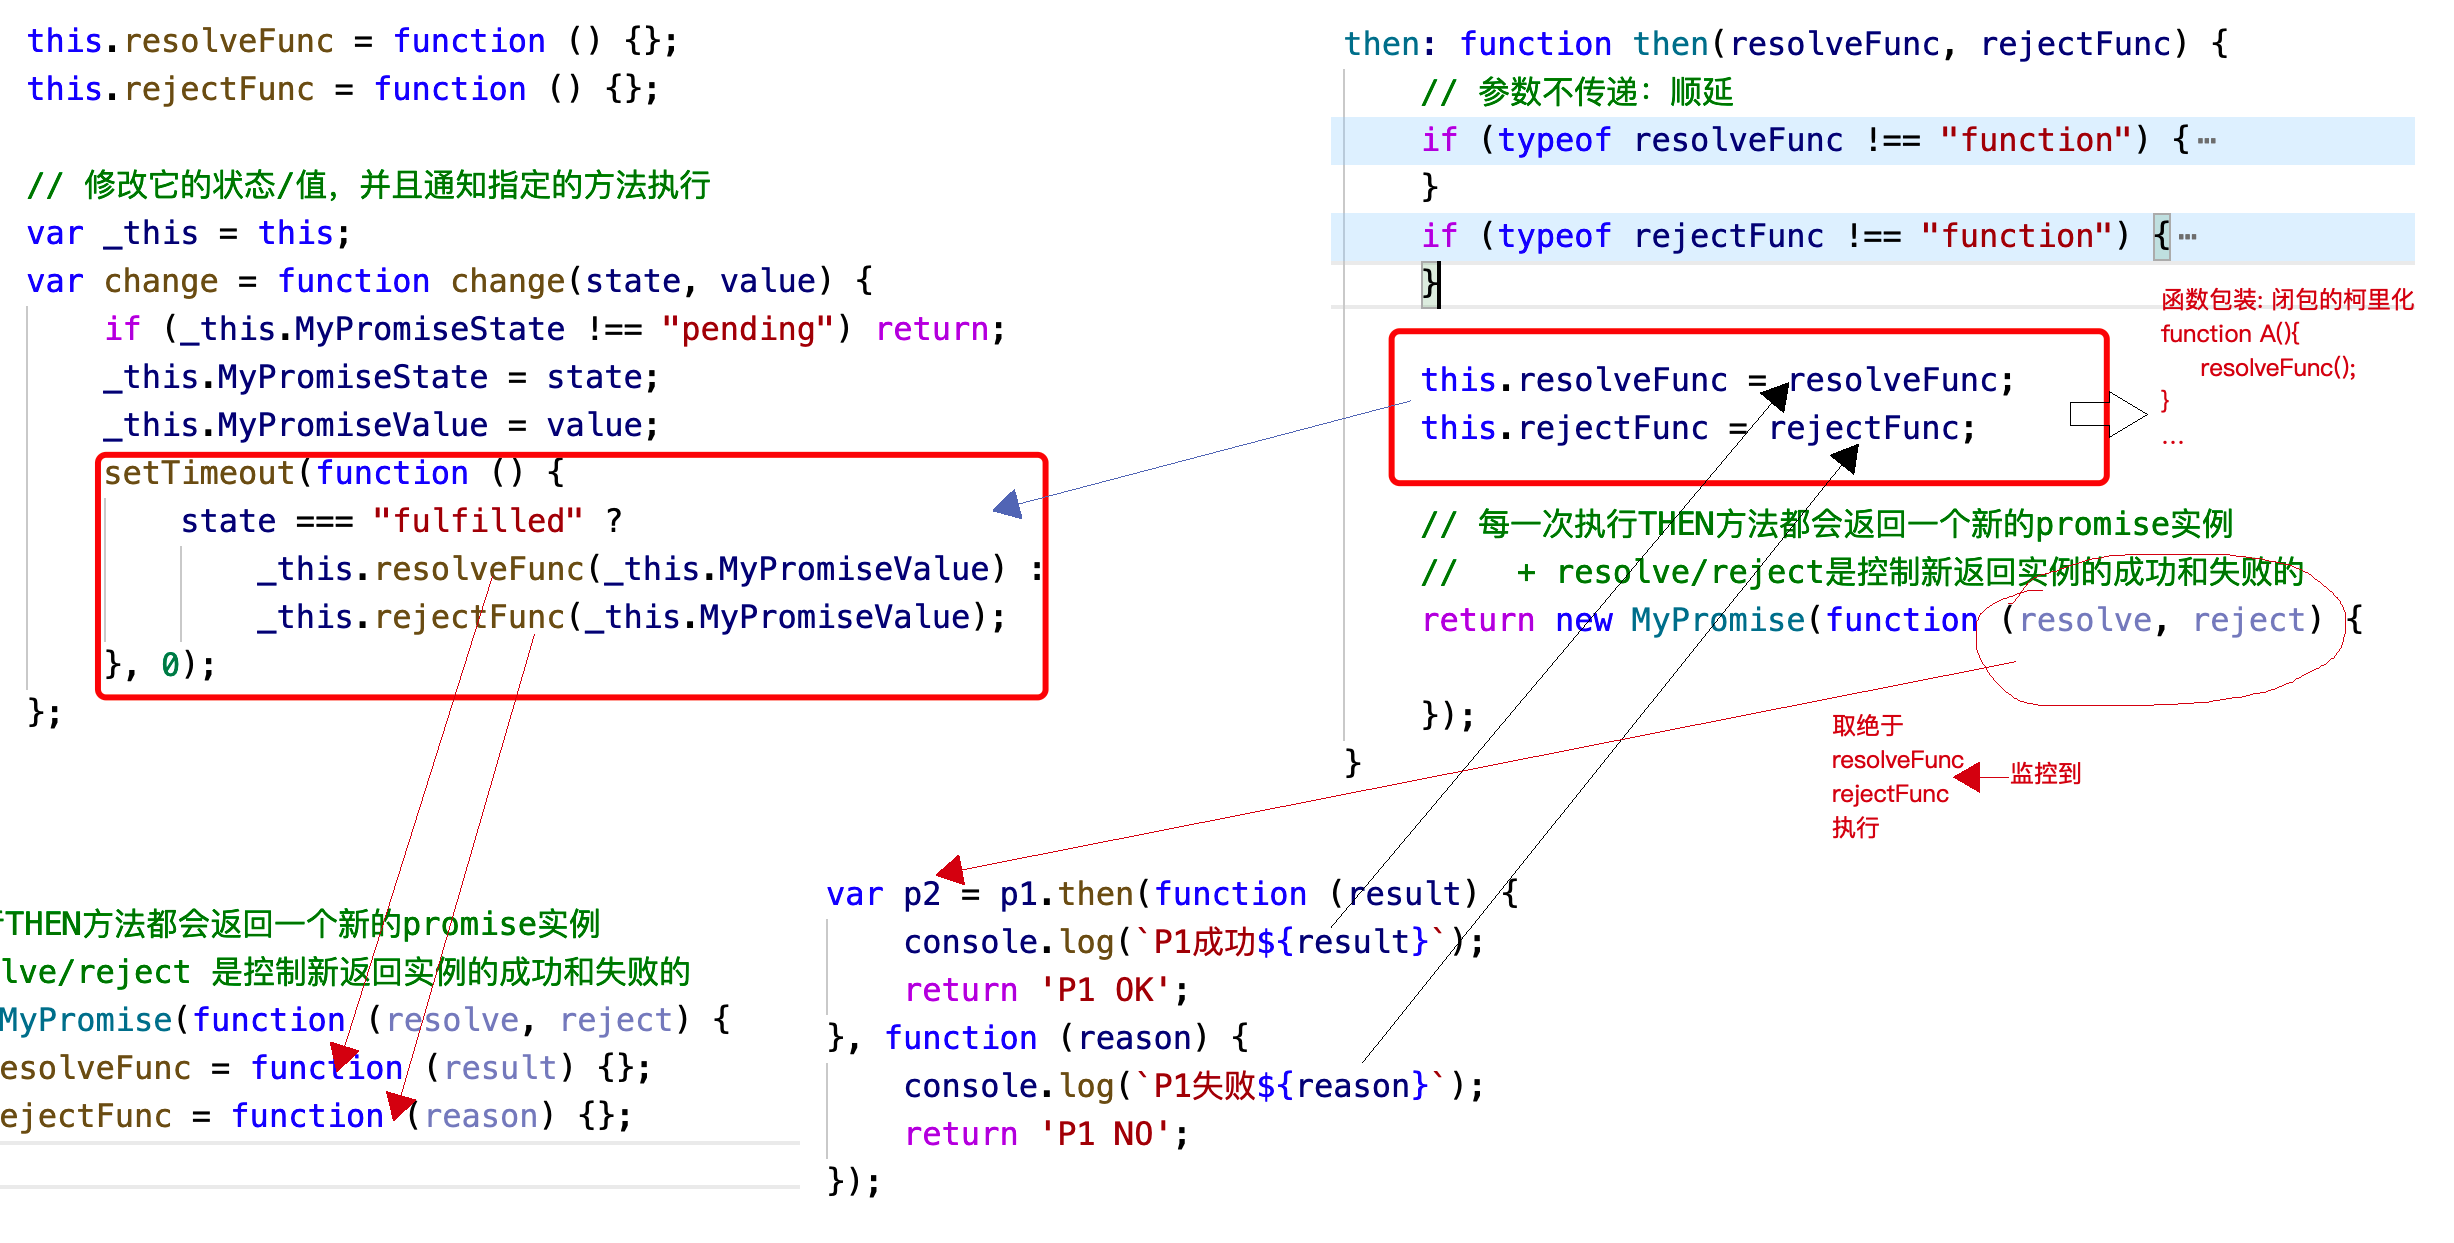 this.resolveFunc = function () {};
this.rejectFunc = function () {};
// 修改它的状态/值，并且通知指定的方法执行
var _this = this;
var change = function change(state, value) {
if (_this.MyPromiseState !== "pending") return;
_this.MyPromiseState = state;
_this.MyPromiseValue = value;
setTimeout(function () {
state === "fulfilled" ?
_this.resolveFunc(_this.MyPromiseValue) :
_this.rejectFunc(_this.MyPromiseValue);
}, 0);
};
then: function then(resolveFunc, rejectFunc) {
// 参数不传递：顺延
if (typeof resolveFunc !== "function") {⋯
}
if (typeof rejectFunc !== "function") {⋯
}
this.resolveFunc = resolveFunc;
this.rejectFunc = rejectFunc;
// 每一次执行THEN方法都会返回一个新的promise实例
//   + resolve/reject是控制新返回实例的成功和失败的
return new MyPromise(function (resolve, reject) {
});
}
函数包装: 闭包的柯里化
function A(){
resolveFunc();
}
...
取绝于
resolveFunc
rejectFunc
执行
监控到
THEN方法都会返回一个新的promise实例
lve/reject 是控制新返回实例的成功和失败的
MyPromise(function (resolve, reject) {
esolveFunc = function (result) {};
ejectFunc = function (reason) {};
var p2 = p1.then(function (result) {
console.log(`P1成功${result}`);
return 'P1 OK';
}, function (reason) {
console.log(`P1失败${reason}`);
return 'P1 NO';
});